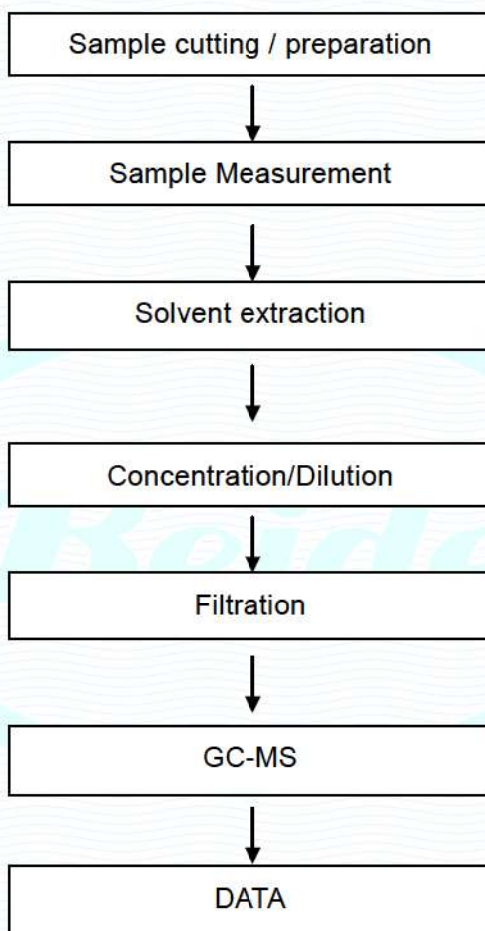 Sample cutting / preparation
Sample Measurement
Solvent extraction
Concentration/Dilution
Filtration
GC-MS
DATA